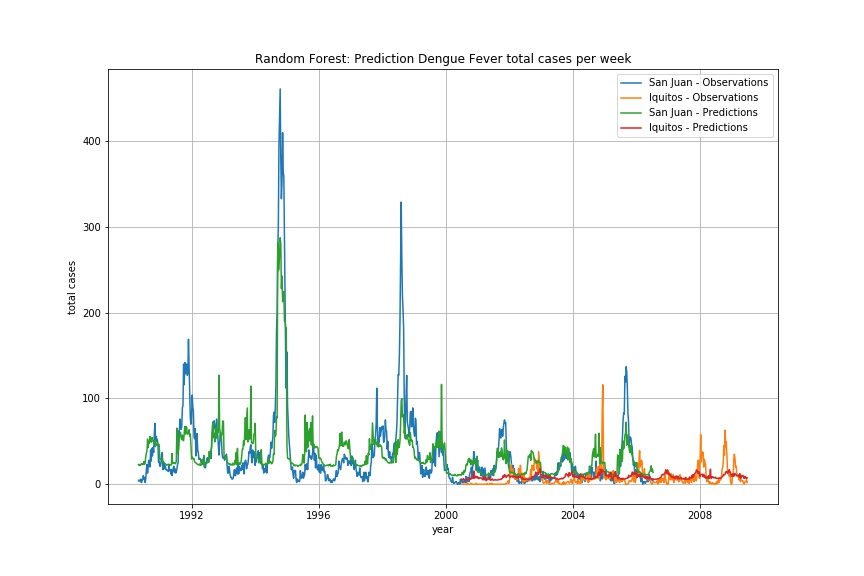 Random Forest: Prediction Dengue Fever total cases per week
San Juan - Observations
Iquitos - Observations
San Juan - Predictions
Iquitos - Predictions
total cases
400
300
200
100
0
1992
1996
2000
2004
2008
year